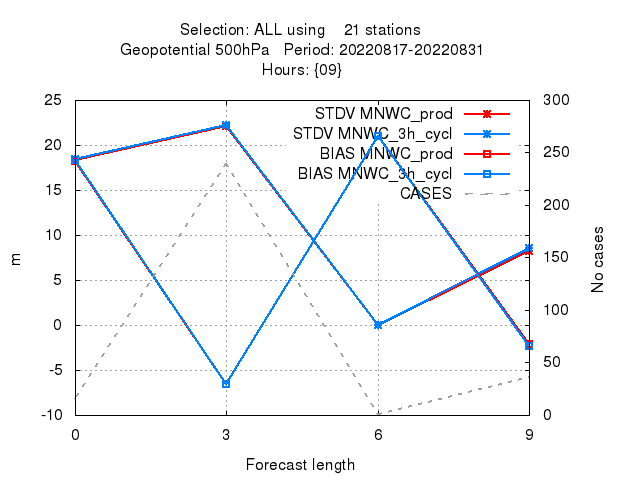 Selection: ALL using 21 stations
Geopotential 500hPa Period: 20220817-20220831
Hours: {09}
25 300
STDV MNWC_prod
STDV MNWC_3h_cycl
20 250
BIAS MNWC_prod
BIAS MNWC_3h_cycl
15 200
CASES
10 150
m No cases
5 100
0
-5 50
-10 0
0 3 6 9
Forecast length